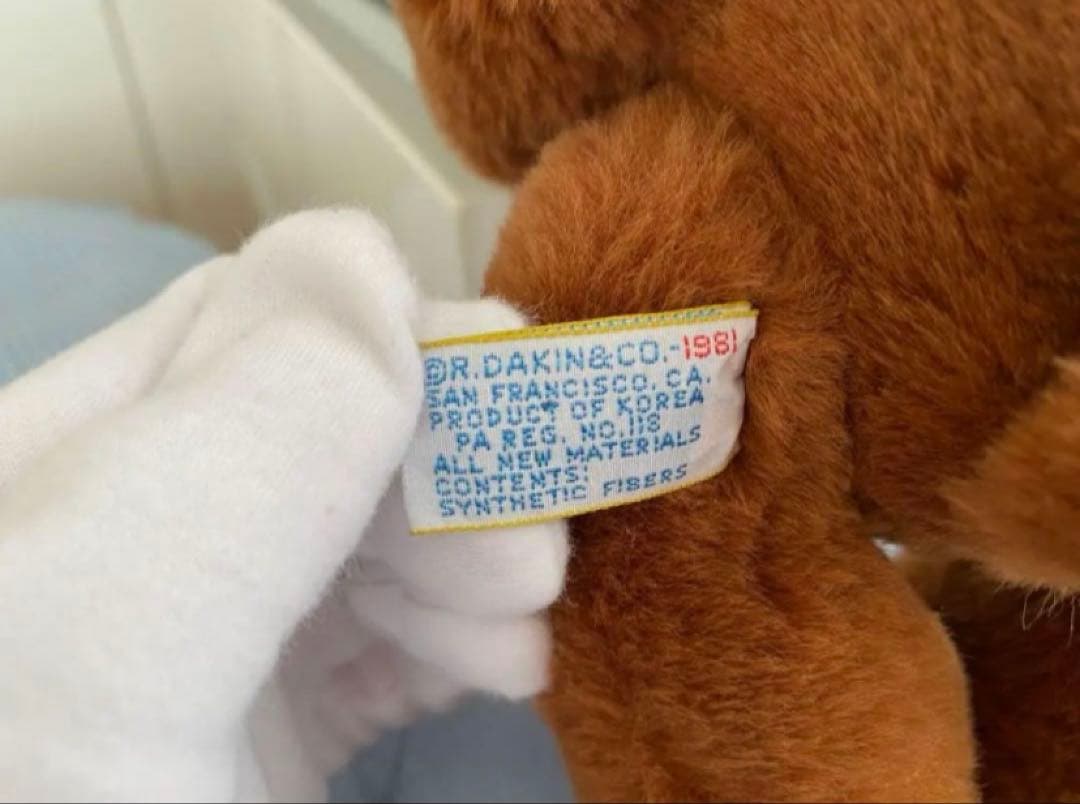 ©R.DAKIN&CO.-1981
SAN FRANCISCO, CA.
PRODUCT OF KOREA
PA REG. NO.118
ALL NEW MATERIALS
CONTENTS:
SYNTHETIC FIBERS